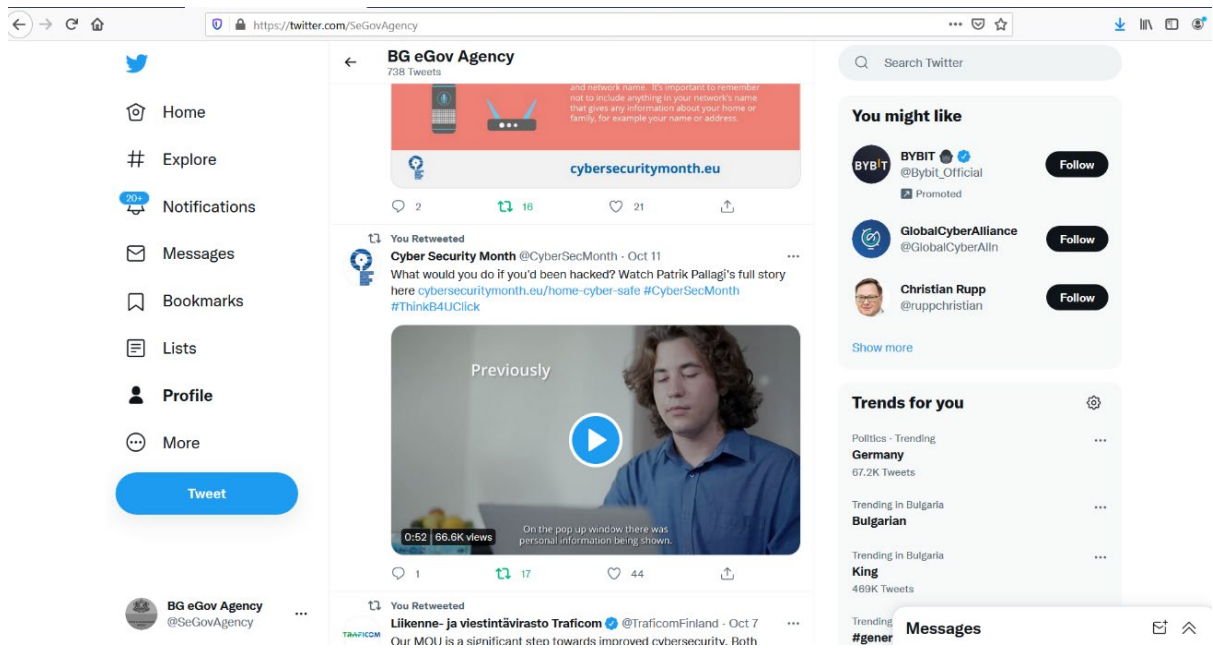 https://twitter.com/SeGovAgency
Home
Explore
20+
Notifications
Messages
Bookmarks
Lists
Profile
More
Tweet
BG eGov Agency
@SeGovAgency
BG eGov Agency
738 Tweets
and network name. It's important to remember
not to include anything in your network's name
that gives any information about your home or
family, for example your name or address.
cybersecuritymonth.eu
2 16 21
You Retweeted
Cyber Security Month @CyberSecMonth · Oct 11
What would you do if you'd been hacked? Watch Patrik Pallagi's full story
here cybersecuritymonth.eu/home-cyber-safe #CyberSecMonth
#ThinkB4UClick
Previously
On the pop up window there was
personal information being shown.
0:52 66.6K views
1 17 44
You Retweeted
TRAFICOM
Liikenne- ja viestintävirasto Traficom @TraficomFinland · Oct 7
Our MOU is a significant step towards improved cybersecurity. Both
Search Twitter
You might like
BYBIT
BYBIT
@Bybit_Official
Promoted
Follow
GlobalCyberAlliance
@GlobalCyberAlln
Follow
Christian Rupp
@ruppchristian
Follow
Show more
Trends for you
Politics · Trending
Germany
67.2K Tweets
Trending in Bulgaria
Bulgarian
Trending in Bulgaria
King
469K Tweets
Trending
#gener
Messages